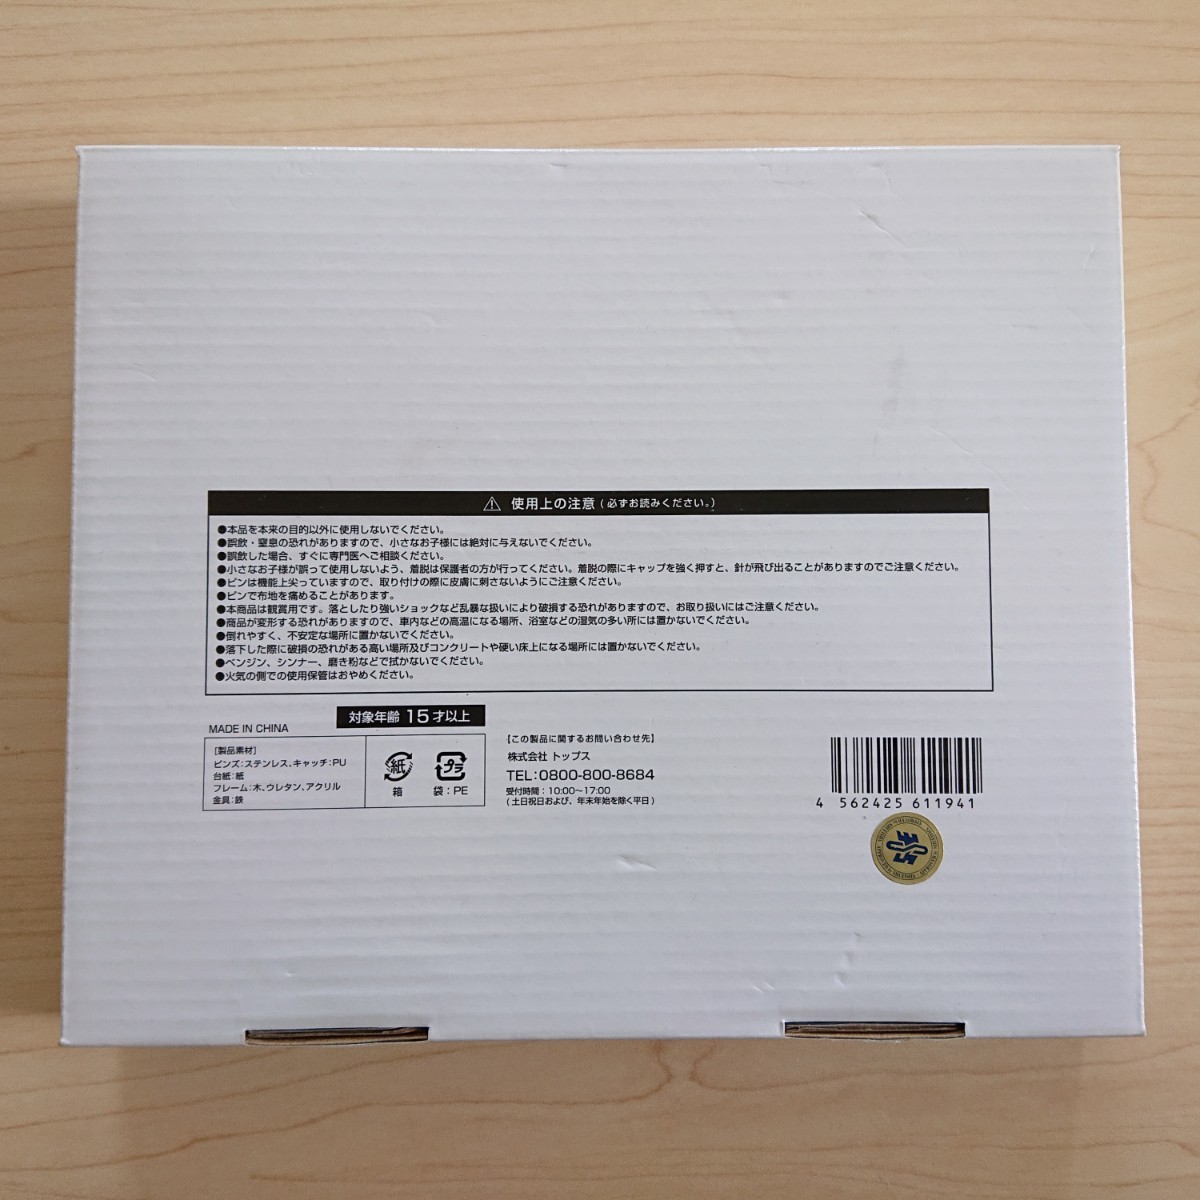 使用上の注意(必ずお読みください。)
●本品を本来の目的以外に使用しないでください。
●誤飲・窒息の恐れがありますので、小さなお子様には絶対に与えないでください。
●誤飲した場合、すぐに専門医へご相談ください。
●小さなお子様が誤って使用しないよう、着脱は保護者の方が行ってください。着脱の際にキャップを強く押すと、針が飛び出ることがありますのでご注意ください。
●ピンは機能上尖っていますので、取り付けの際に皮膚に刺さないようにご注意ください。
●ピンで布地を痛めることがあります。
●本商品は観賞用です。落としたり強いショックなど乱暴な扱いにより破損する恐れがありますので、お取り扱いにはご注意ください。
●商品が変形する恐れがありますので、車内などの高温になる場所、浴室などの湿気の多い所には置かないでください。
●倒れやすく、不安定な場所に置かないでください。
●落下した際に破損の恐れがある高い場所及びコンクリートや硬い床上になる場所には置かないでください。
●ベンジン、シンナー、磨き粉などで拭かないでください。
●火気の側での使用保管はおやめください。
MADE IN CHINA
対象年齢15才以上
[製品素材]
ピンズ:ステンレス、キャッチ:PU
台紙:紙
フレーム:木、ウレタン、アクリル
金具:鉄
紙
箱
プラ
袋:PE
【この製品に関するお問い合わせ先】
株式会社 トップス
TEL:0800-800-8684
受付時間:10:00〜17:00
(土日祝日および、年末年始を除く平日)
4 562425 611941